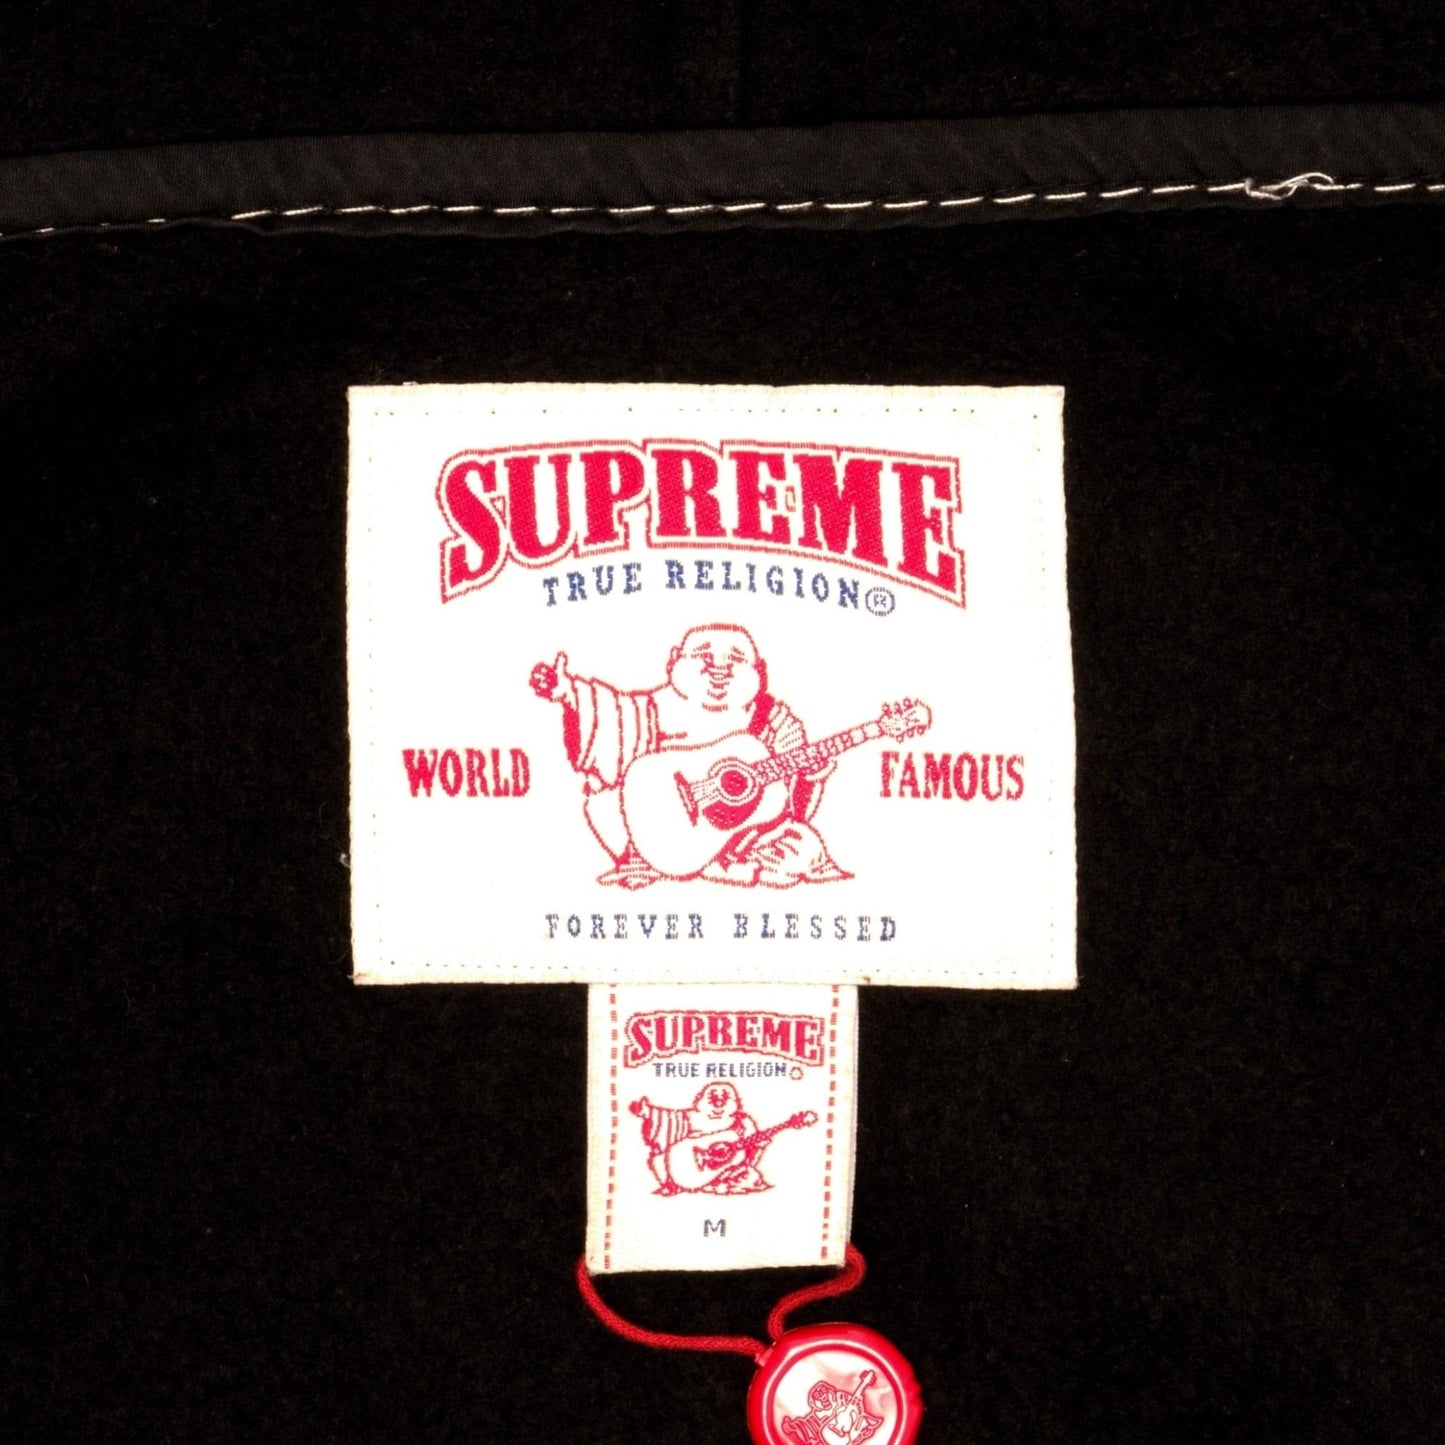 SUPREME
TRUE RELIGION®
WORLD FAMOUS
FOREVER BLESSED
SUPREME
TRUE RELIGION
M